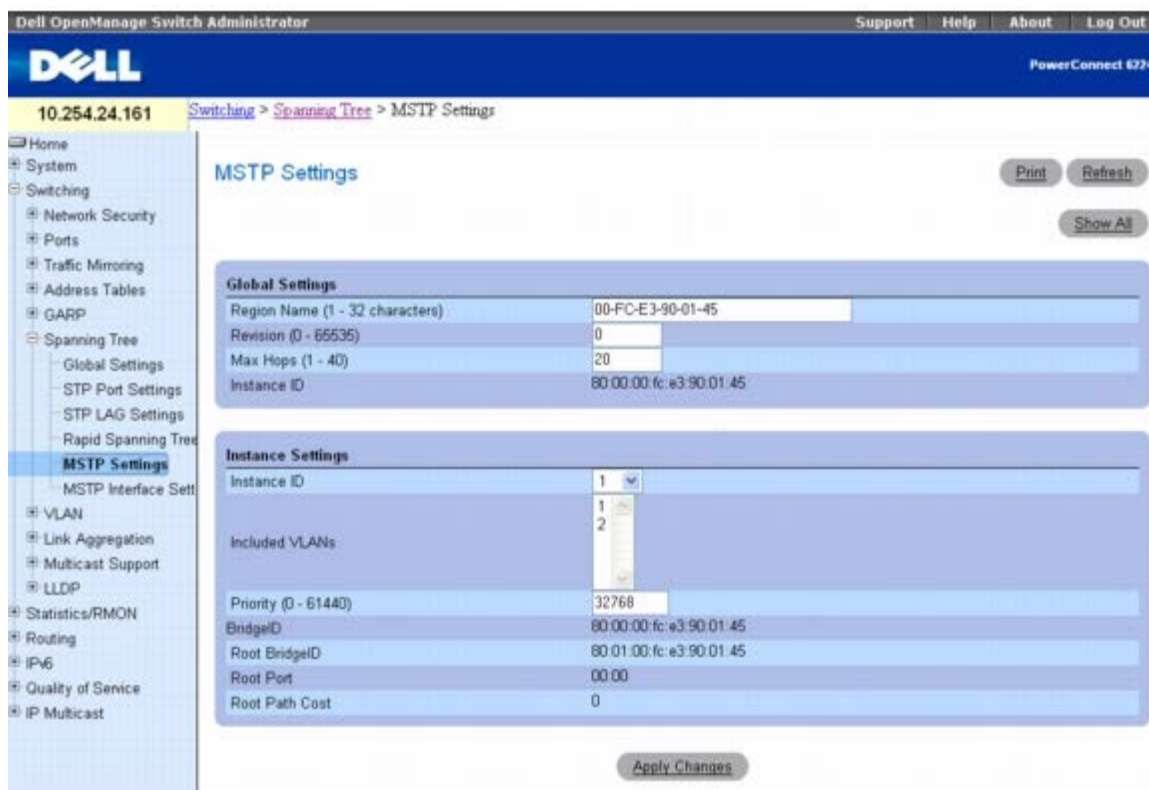 Dell OpenManage Switch Administrator Support Help About Log Out
DELL
PowerConnect 6224
10.254.24.161
Switching > Spanning Tree > MSTP Settings
Home
System
Switching
Network Security
Ports
Traffic Mirroring
Address Tables
GARP
Spanning Tree
Global Settings
STP Port Settings
STP LAG Settings
Rapid Spanning Tree
MSTP Settings
MSTP Interface Sett
VLAN
Link Aggregation
Multicast Support
LLDP
Statistics/RMON
Routing
IPv6
Quality of Service
IP Multicast
MSTP Settings
Print Refresh
Show All
Global Settings
Region Name (1 - 32 characters) 00-FC-E3-90-01-45
Revision (0 - 65535) 0
Max Hops (1 - 40) 20
Instance ID 80:00:00:fc:e3:90:01:45
Instance Settings
Instance ID 1
Included VLANs 1
2
Priority (0 - 61440) 32768
BridgeID 80:00:00:fc:e3:90:01:45
Root BridgeID 80:01:00:fc:e3:90:01:45
Root Port 00:00
Root Path Cost 0
Apply Changes